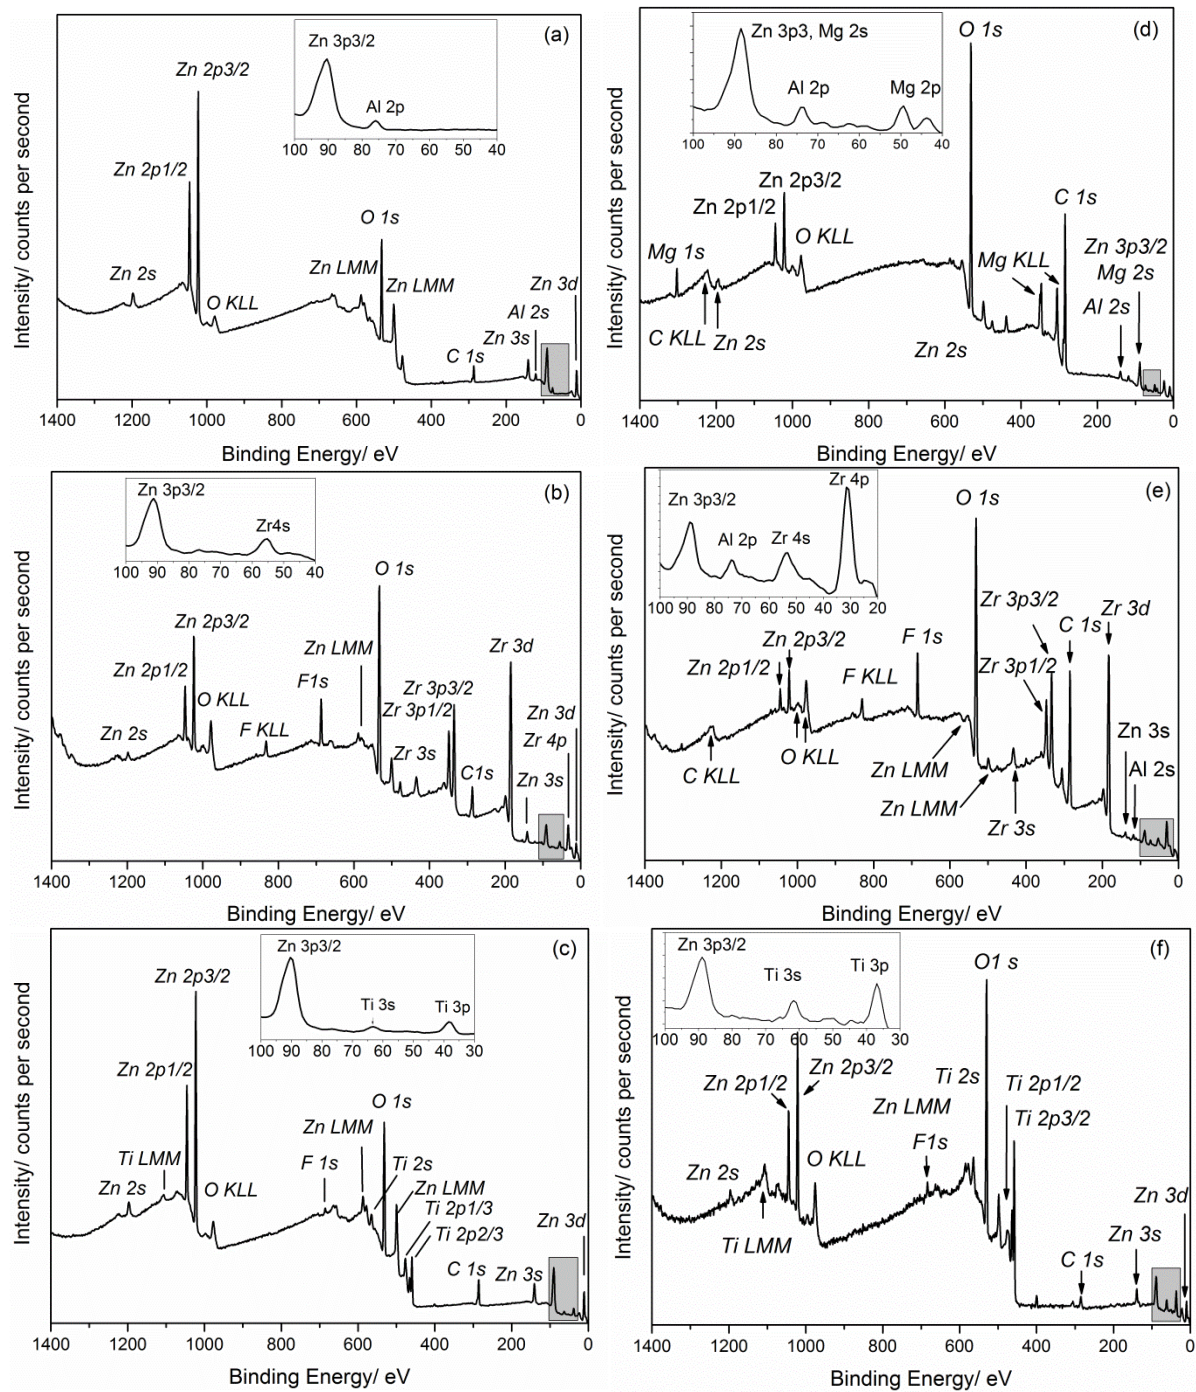 (a)
Intensity/ counts per second
Zn 2p3/2
Zn 2p1/2
Zn 2s
O KLL
Zn LMM
O 1s
Zn LMM
C 1s
Zn 3s
Al 2s
Zn 3d
Zn 3p3/2
Al 2p
100 90 80 70 60 50 40
1400 1200 1000 800 600 400 200 0
Binding Energy/ eV
(d)
Intensity/ counts per second
Zn 3p3, Mg 2s
Al 2p
Mg 2p
100 90 80 70 60 50 40
O 1s
Zn 2p3/2
Zn 2p1/2
O KLL
Mg 1s
C KLL
Zn 2s
Zn 2s
Mg KLL
C 1s
Zn 3p3/2
Mg 2s
Al 2s
1400 1200 1000 800 600 400 200 0
Binding Energy/ eV
(b)
Intensity/ counts per second
Zn 3p3/2
Zr4s
100 90 80 70 60 50 40
O 1s
Zn 2p3/2
Zn 2p1/2
Zn 2s
O KLL
F KLL
F1s
Zn LMM
Zr 3p3/2
Zr 3p1/2
Zr 3s
C1s
Zr 3d
Zn 3d
Zr 4p
Zn 3s
1400 1200 1000 800 600 400 200 0
Binding Energy/ eV
(e)
Intensity/ counts per second
Zn 3p3/2
Al 2p
Zr 4s
Zr 4p
100 90 80 70 60 50 40 30 20
O 1s
Zn 2p3/2
Zn 2p1/2
F 1s
F KLL
O KLL
C KLL
Zn LMM
Zn LMM
Zr 3s
Zr 3p3/2
Zr 3p1/2
C 1s
Zr 3d
Zn 3s
Al 2s
1400 1200 1000 800 600 400 200 0
Binding Energy/ eV
(c)
Intensity/ counts per second
Zn 3p3/2
Ti 3s
Ti 3p
100 90 80 70 60 50 40 30
Zn 2p3/2
Zn 2p1/2
Ti LMM
Zn 2s
O KLL
F 1s
Zn LMM
O 1s
Ti 2s
Zn LMM
Ti 2p1/3
Ti 2p2/3
C 1s
Zn 3s
Zn 3d
1400 1200 1000 800 600 400 200 0
Binding Energy/ eV
(f)
Intensity/ counts per second
Zn 3p3/2
Ti 3s
Ti 3p
100 90 80 70 60 50 40 30
O1 s
Zn 2p1/2
Zn 2p3/2
Zn LMM
Ti 2s
Ti 2p1/2
Ti 2p3/2
F1s
O KLL
Zn 2s
Ti LMM
C 1s
Zn 3s
Zn 3d
1400 1200 1000 800 600 400 200 0
Binding Energy/ eV